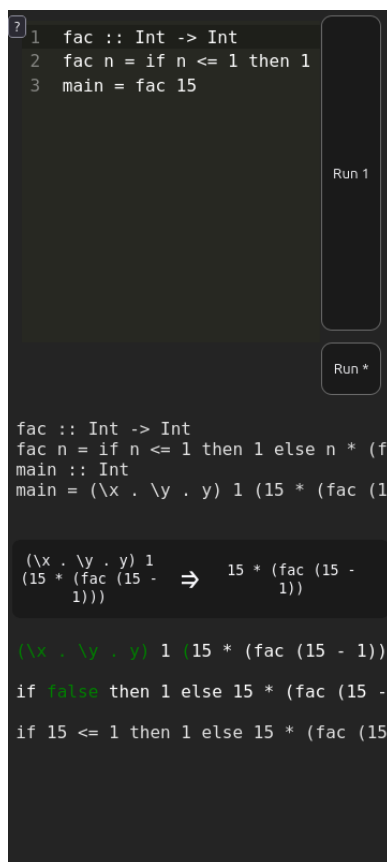 ?
1 fac :: Int -> Int
2 fac n = if n <= 1 then 1
3 main = fac 15
Run 1
Run *
fac :: Int -> Int
fac n = if n <= 1 then 1 else n * (f
main :: Int
main = (\x . \y . y) 1 (15 * (fac (1
(\x . \y . y) 1
(15 * (fac (15 -
1)))
⇒
15 * (fac (15 -
1))
(\x . \y . y) 1 (15 * (fac (15 - 1))
if false then 1 else 15 * (fac (15 -
if 15 <= 1 then 1 else 15 * (fac (15